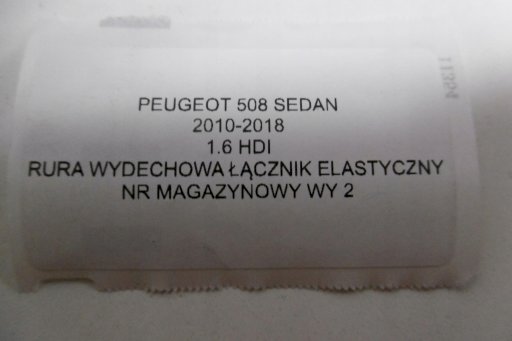 PEUGEOT 508 SEDAN
2010-2018
1.6 HDI
RURA WYDECHOWA ŁĄCZNIK ELASTYCZNY
NR MAGAZYNOWY WY 2